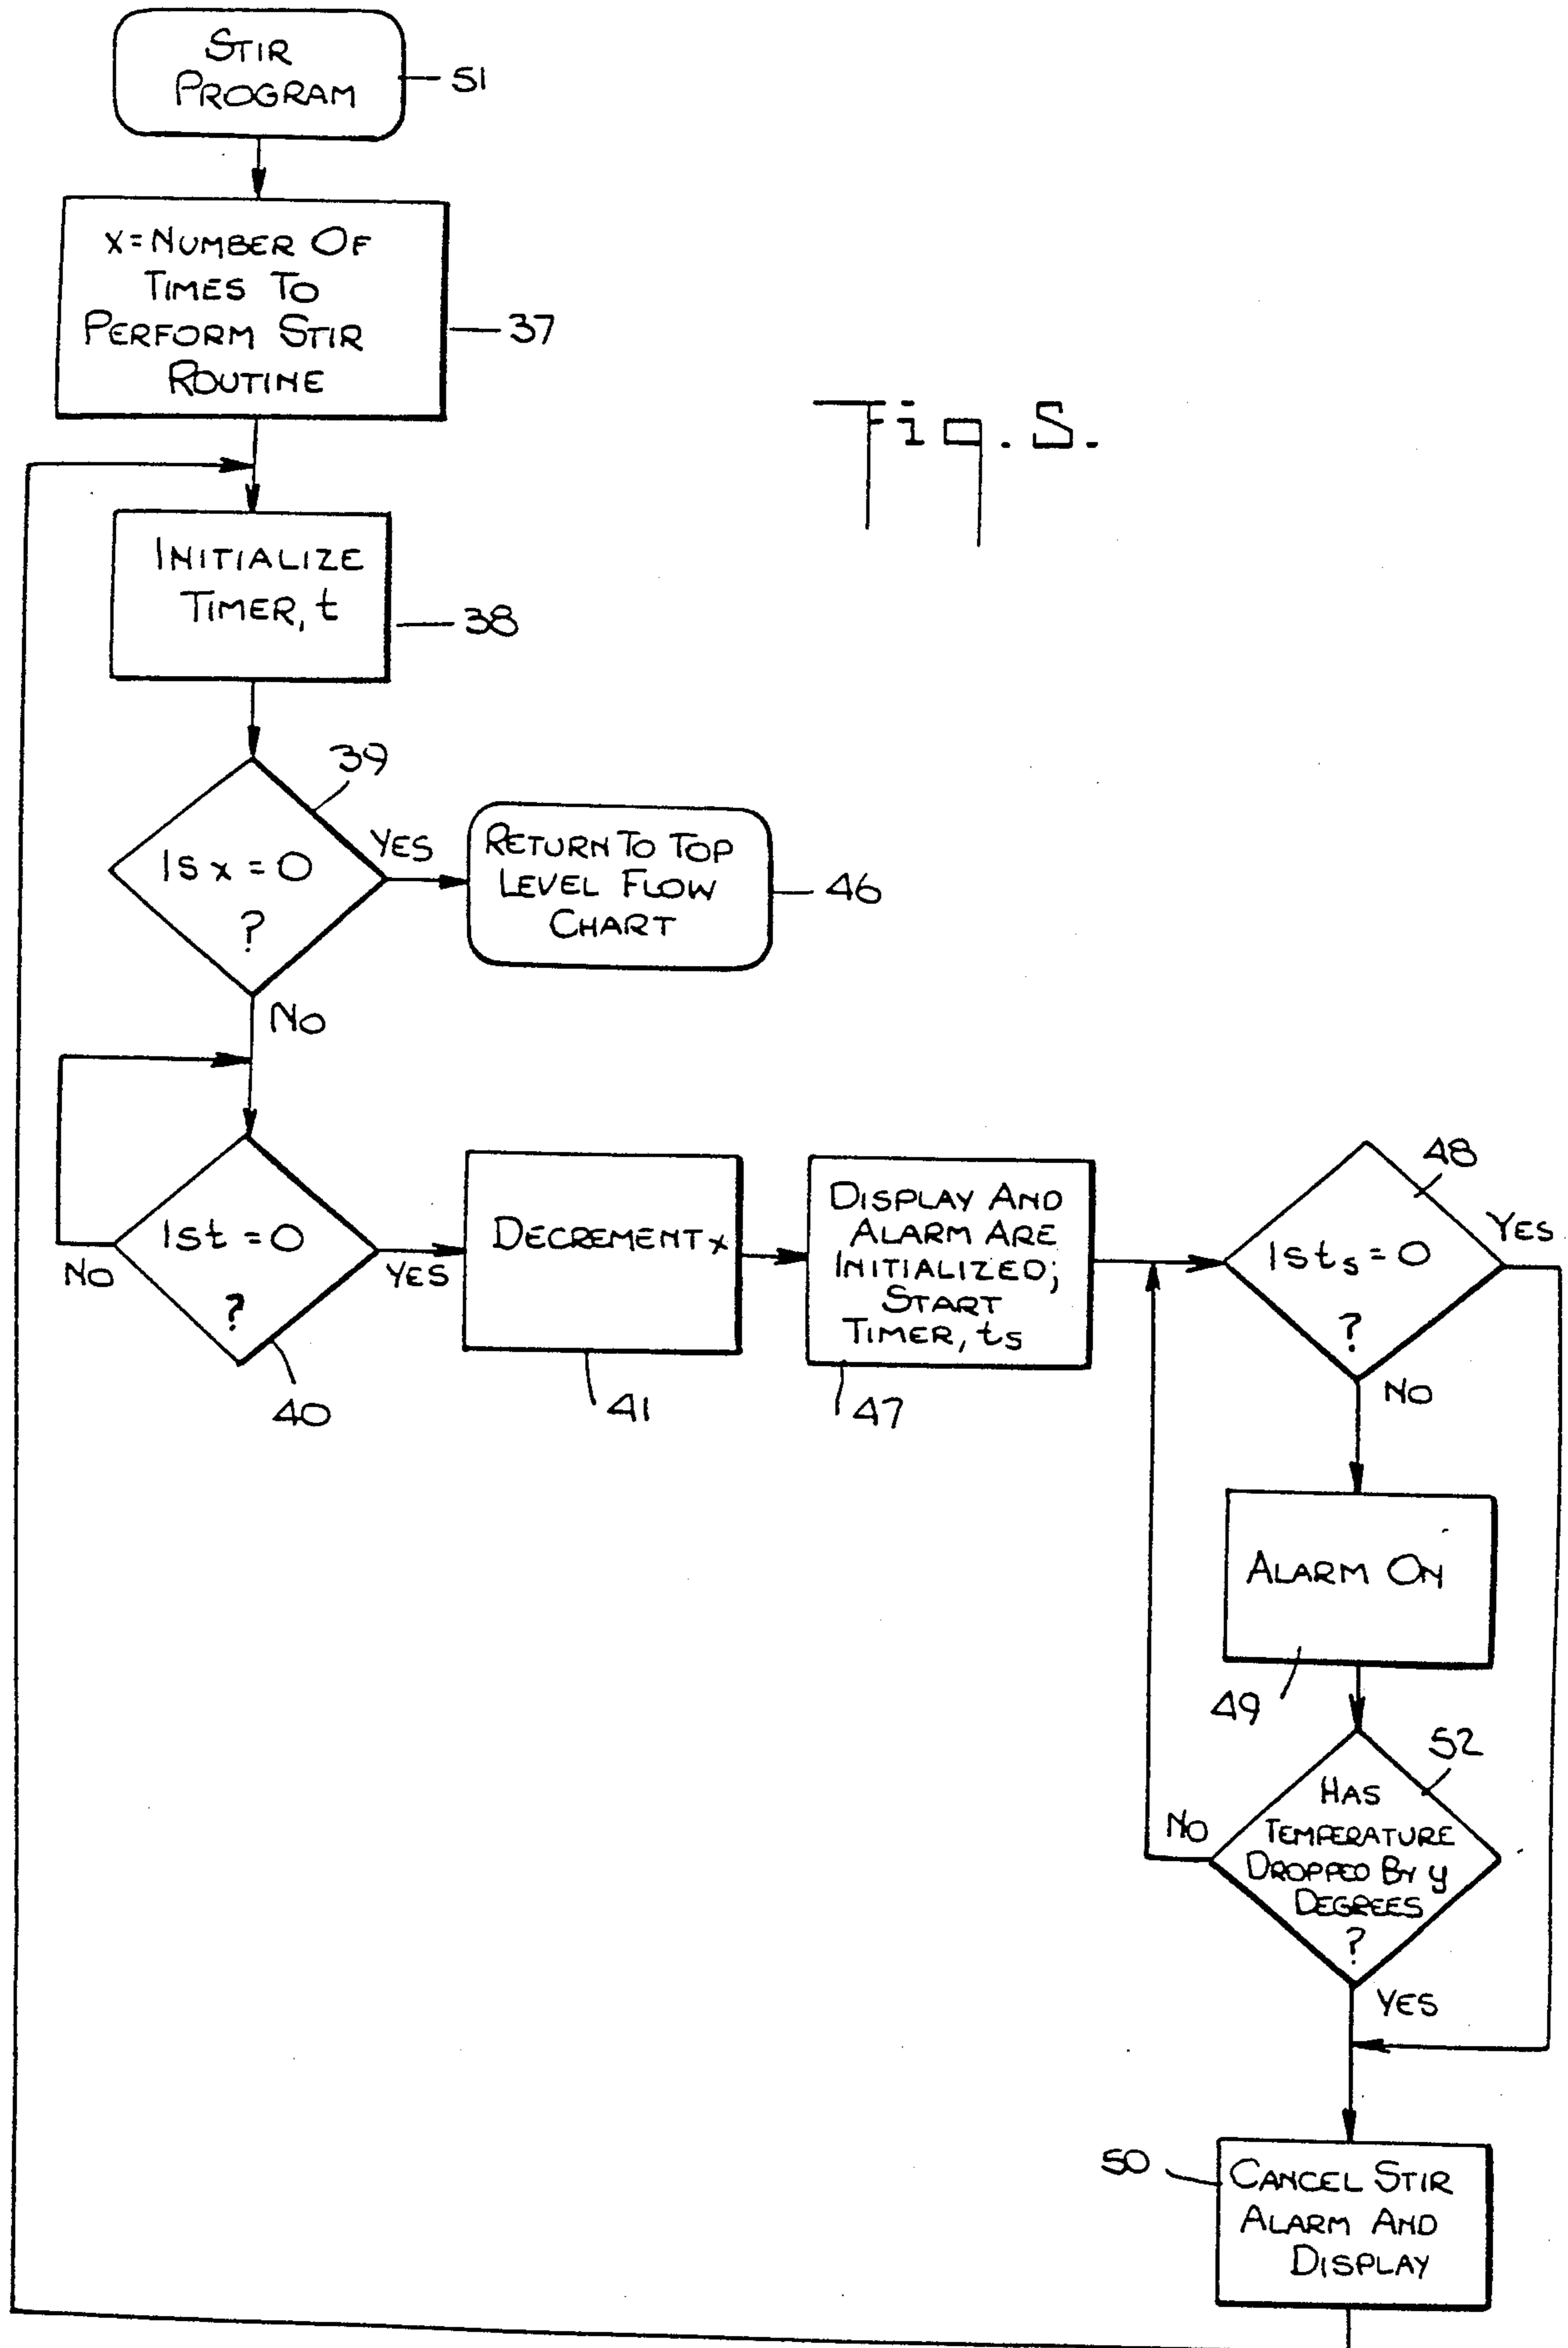 STIR
PROGRAM
51
x=NUMBER OF
TIMES TO
PERFORM STIR
ROUTINE
37
Fig. 5.
INITIALIZE
TIMER, t
38
39
IS x = 0
?
YES
RETURN TO TOP
LEVEL FLOW
CHART
46
NO
IS t = 0
?
NO
YES
40
DECREMENT x
41
DISPLAY AND
ALARM ARE
INITIALIZED;
START
TIMER, ts
47
48
IS ts = 0
?
YES
NO
ALARM ON
49
52
HAS
TEMPERATURE
DROPPED BY y
DEGREES
?
NO
YES
50
CANCEL STIR
ALARM AND
DISPLAY